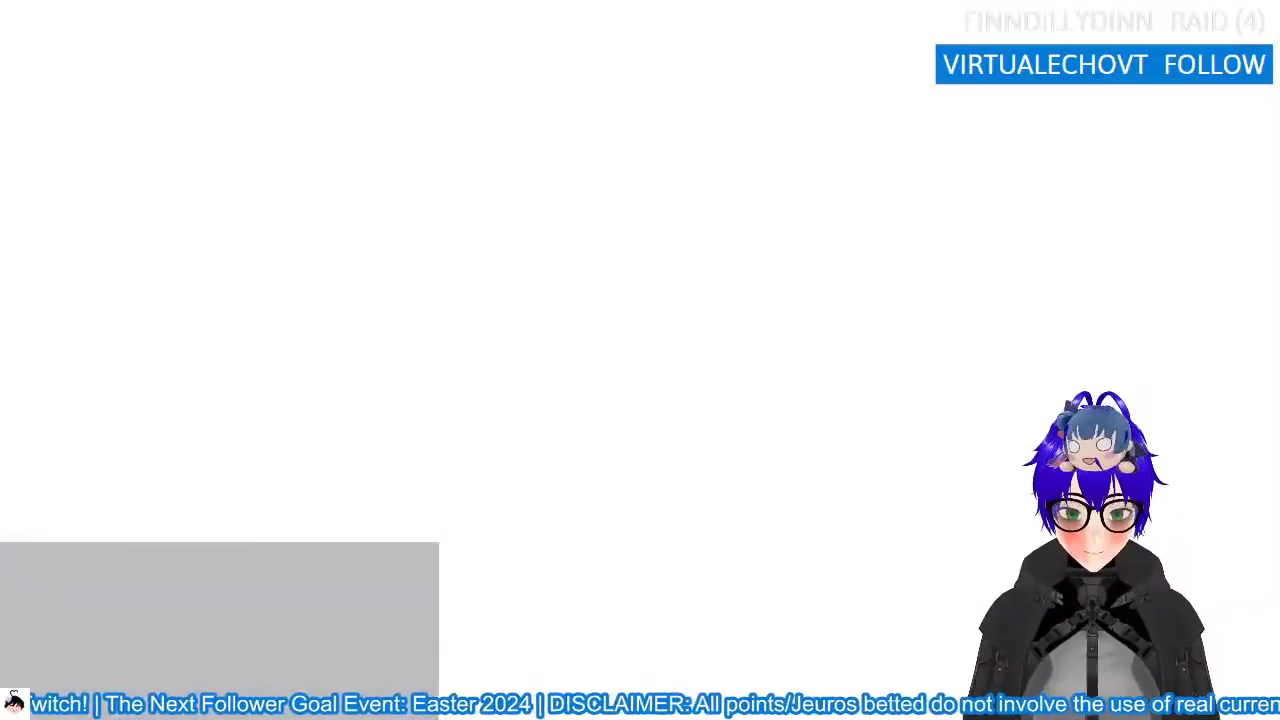 FINNDILLYDINN RAID (4)
VIRTUALECHOVT FOLLOW
witch! | The Next Follower Goal Event: Easter 2024 | DISCLAIMER: All points/Jeuros betted do not involve the use of real curren